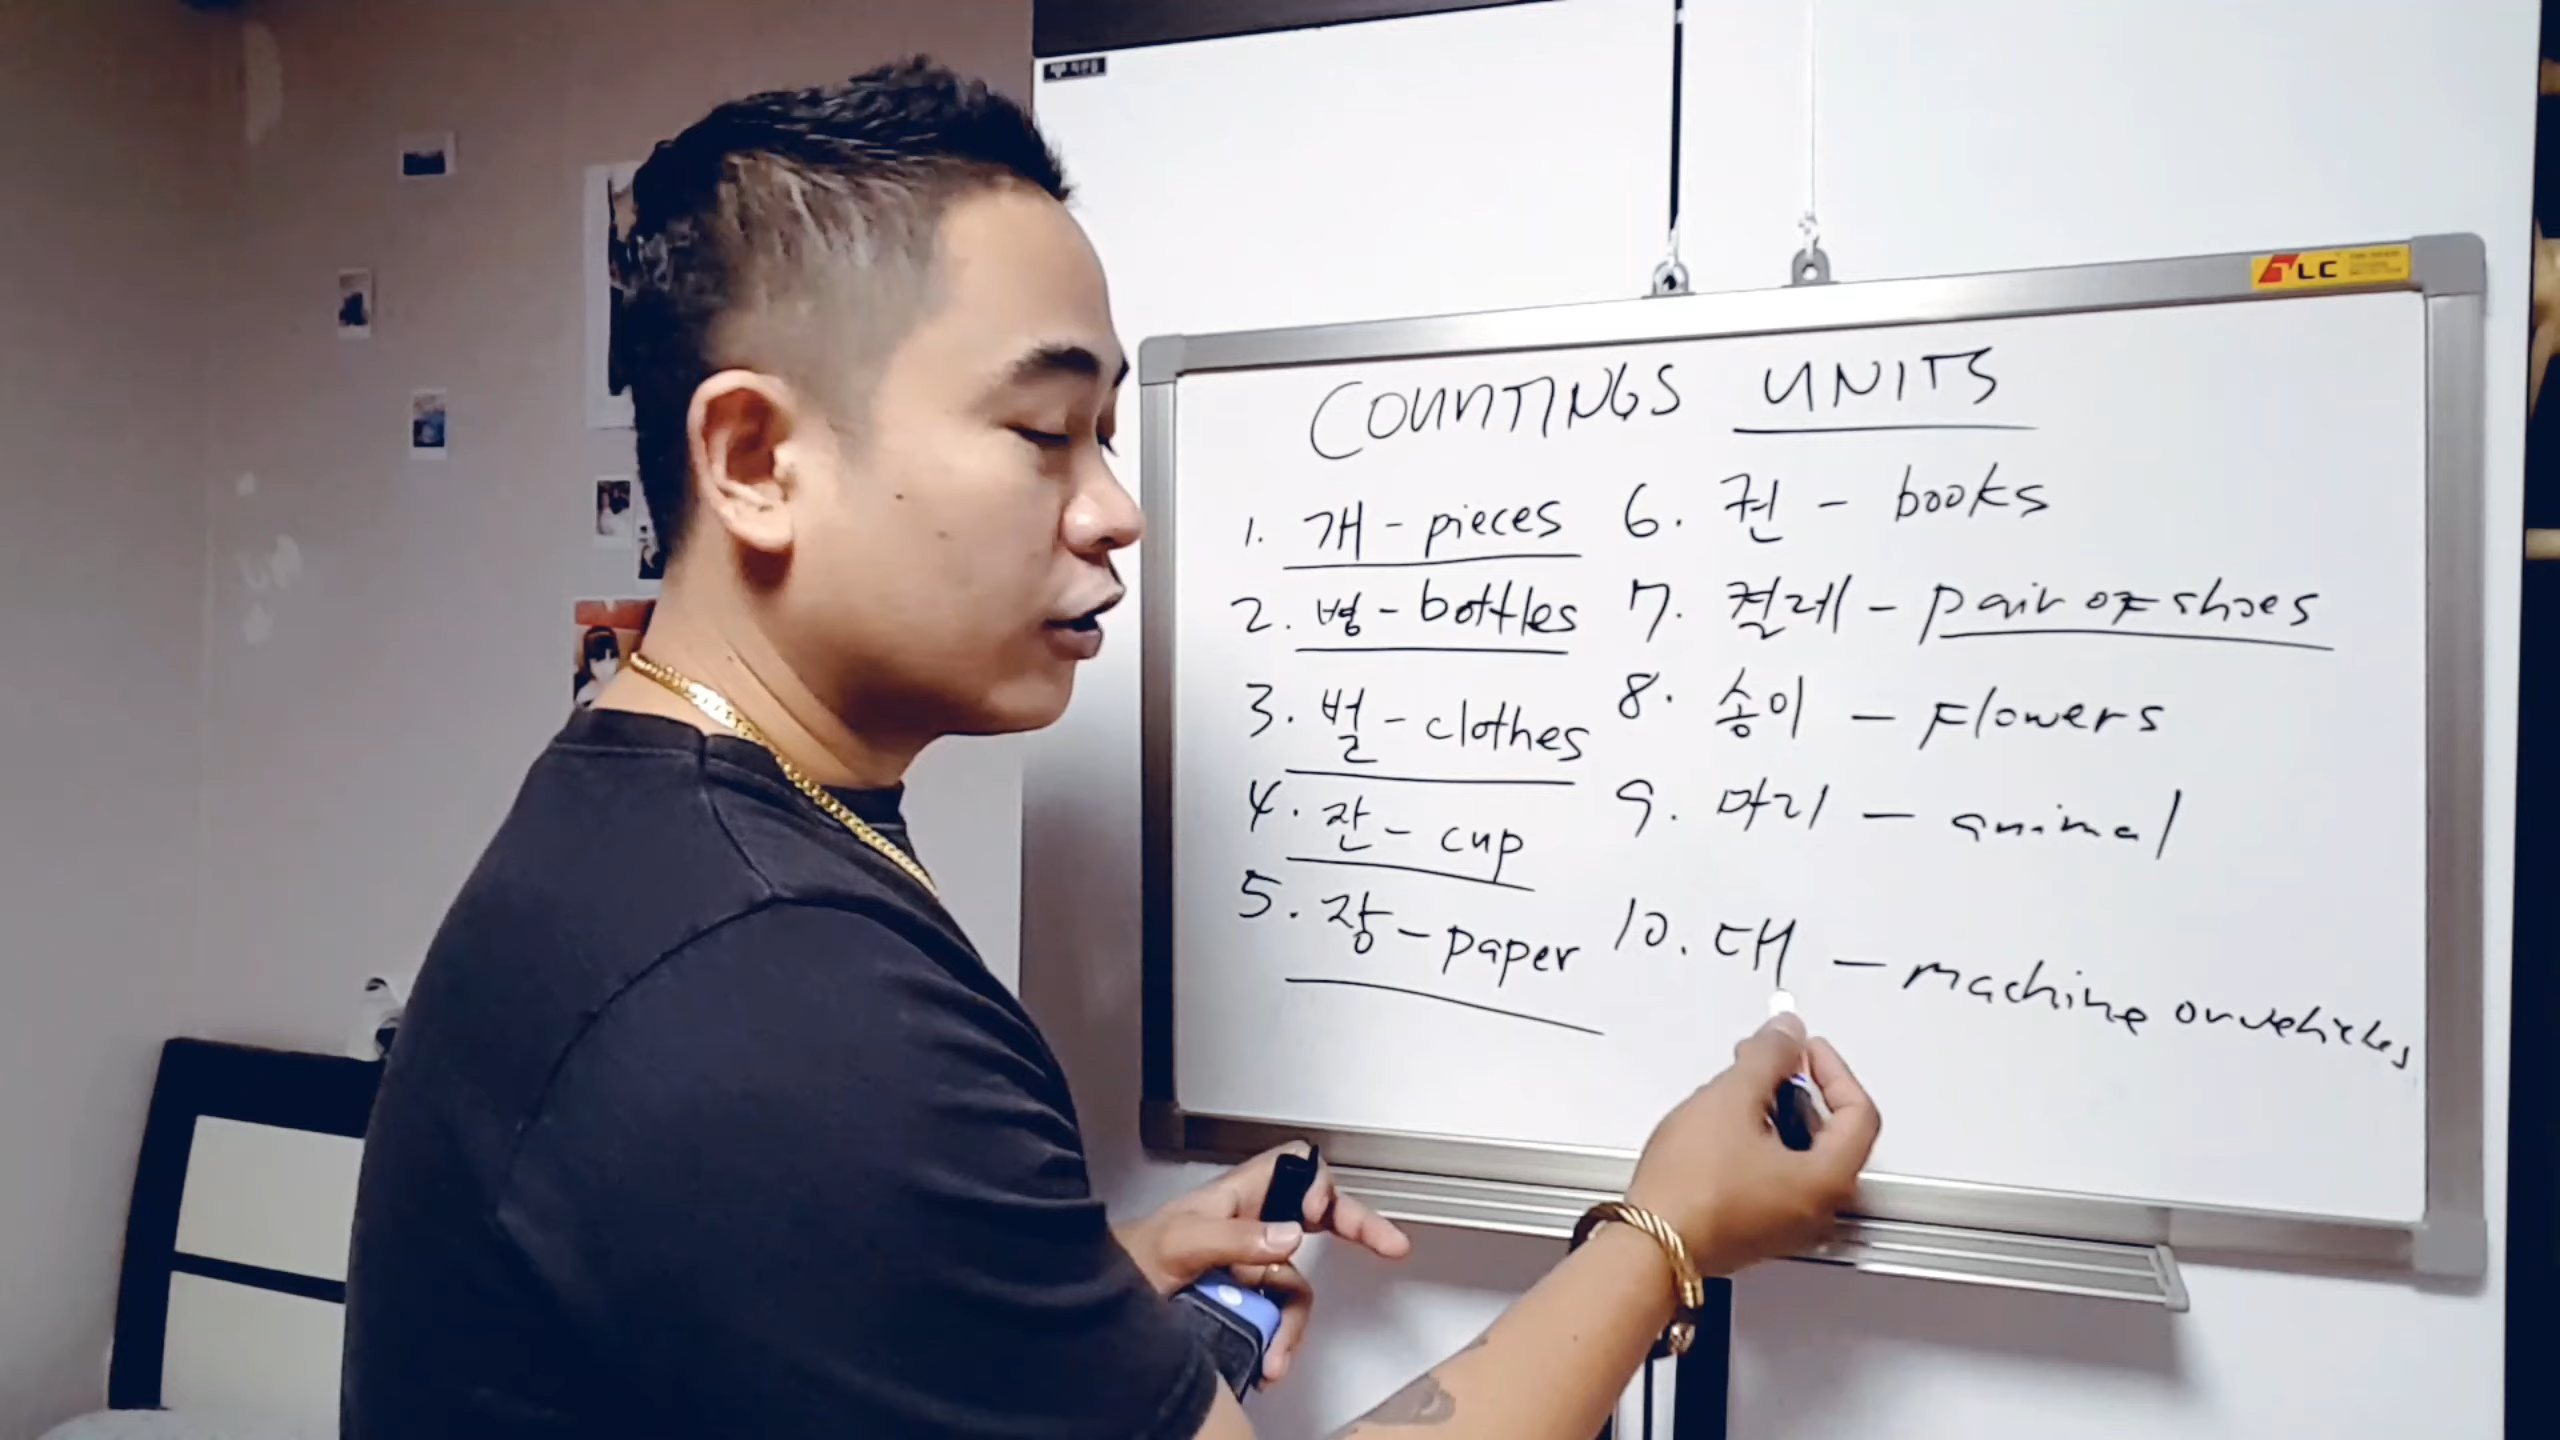 TLC
COUNTINGS UNITS
1. 개 - pieces
2. 병 - bottles
3. 벌 - clothes
4. 잔 - cup
5. 장 - paper
6. 권 - books
7. 켤레 - pair of shoes
8. 송이 - Flowers
9. 마리 - animal
10. 대 - machine or vehicles